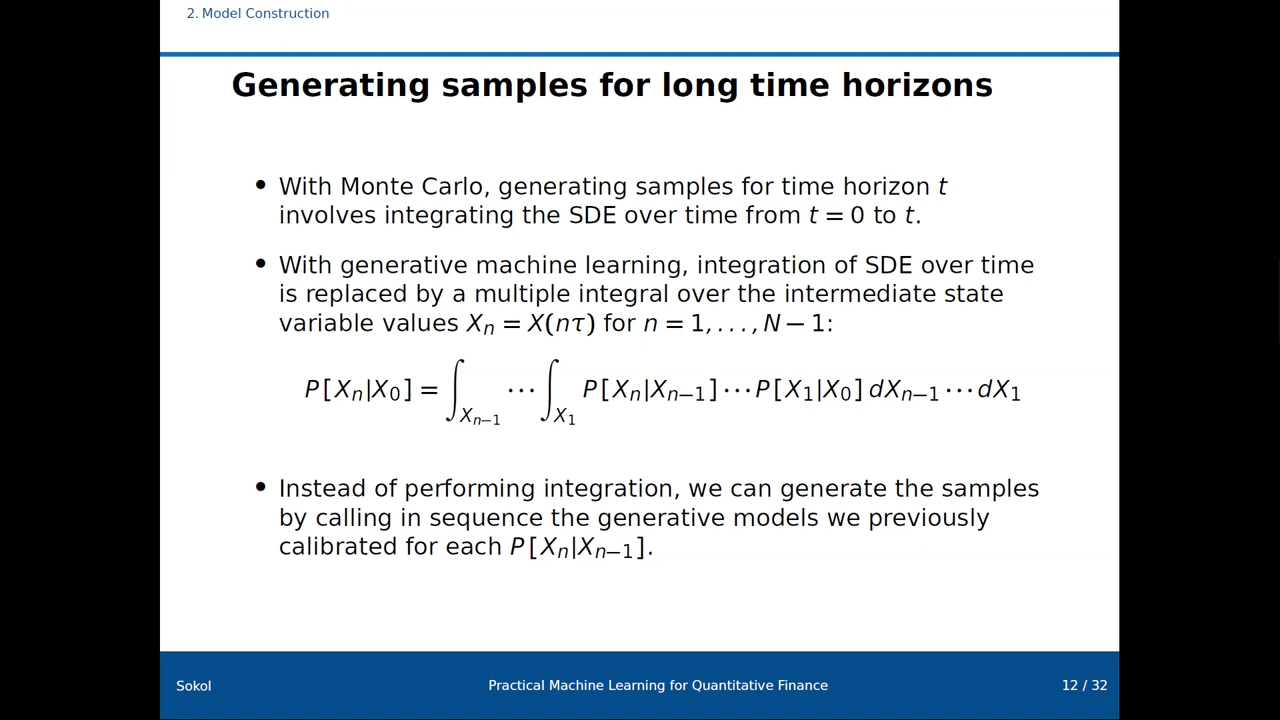 2. Model Construction
Generating samples for long time horizons
• With Monte Carlo, generating samples for time horizon t
involves integrating the SDE over time from t = 0 to t.
• With generative machine learning, integration of SDE over time
is replaced by a multiple integral over the intermediate state
variable values Xₙ = X(nτ) for n = 1, . . . , N − 1:
P[Xₙ|X₀] = ∫_{Xₙ₋₁} ⋯ ∫_{X₁} P[Xₙ|Xₙ₋₁] ⋯ P[X₁|X₀] dXₙ₋₁ ⋯ dX₁
• Instead of performing integration, we can generate the samples
by calling in sequence the generative models we previously
calibrated for each P[Xₙ|Xₙ₋₁].
Sokol Practical Machine Learning for Quantitative Finance 12 / 32